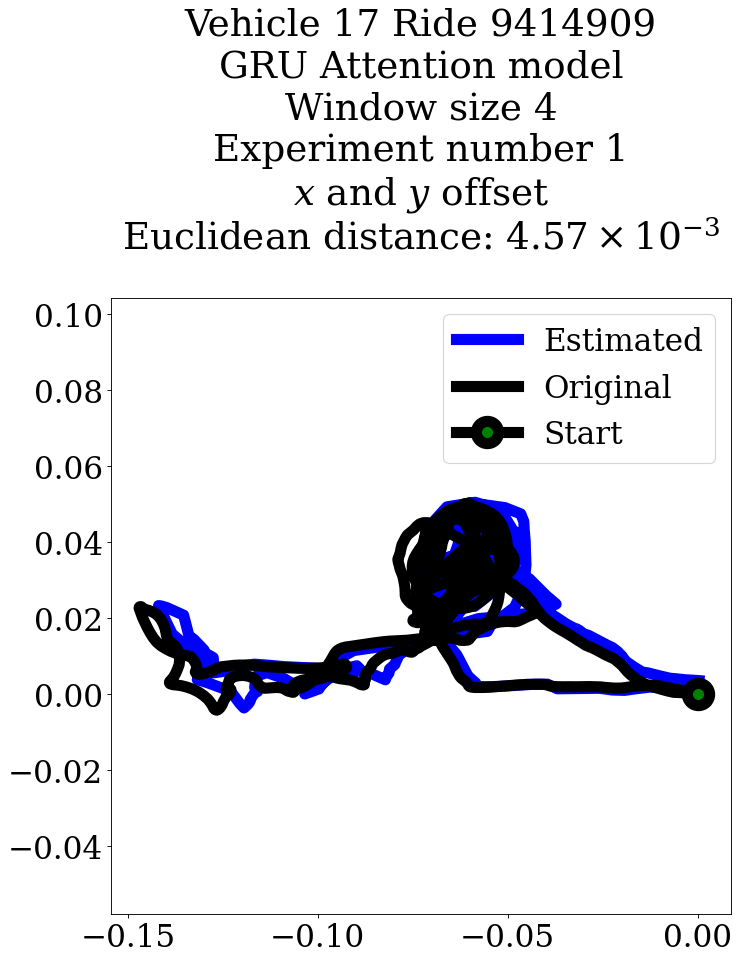 Vehicle 17 Ride 9414909
GRU Attention model
Window size 4
Experiment number 1
x and y offset
Euclidean distance: 4.57 × 10⁻³
Estimated
Original
Start
0.10
0.08
0.06
0.04
0.02
0.00
−0.02
−0.04
−0.15 −0.10 −0.05 0.00